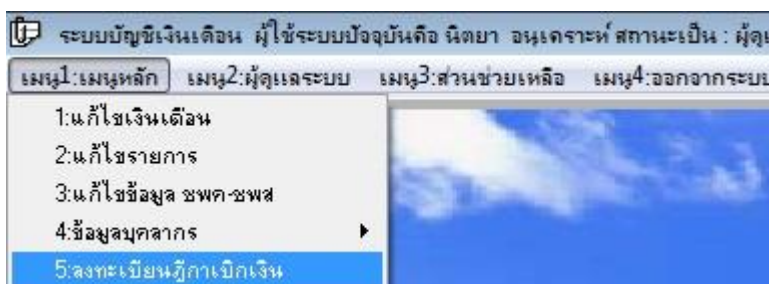 ระบบบัญชีเงินเดือน ผู้ใช้ระบบปัจจุบันคือ นิตยา อนุเคราะห์ สถานะเป็น :
เมนู1:เมนูหลัก เมนู2:ผู้ดูแลระบบ เมนู3:ส่วนช่วยเหลือ เมนู4:ออกจากระบบ
1:แก้ไขเงินเดือน
2:แก้ไขรายการ
3:แก้ไขข้อมูล ชพค-ชพส
4:ข้อมูลบุคลากร
5:ลงทะเบียนฎีกาเบิกเงิน